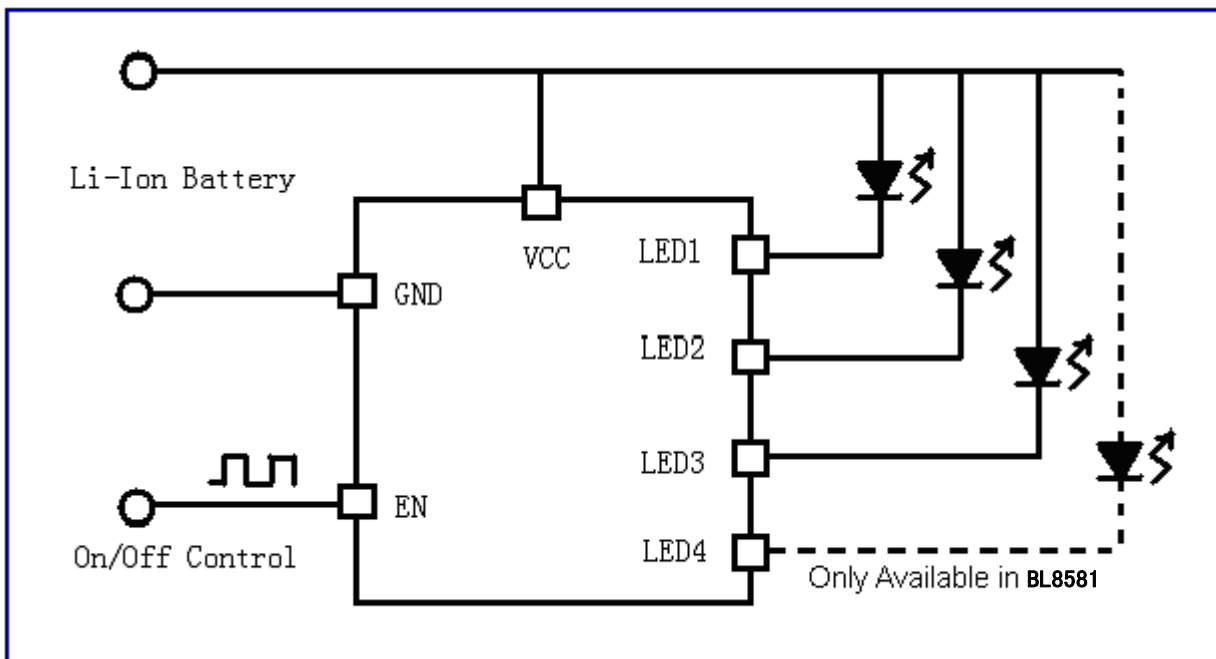 Li-Ion Battery
VCC
LED1
GND
LED2
LED3
EN
On/Off Control
LED4
Only Available in BL8581